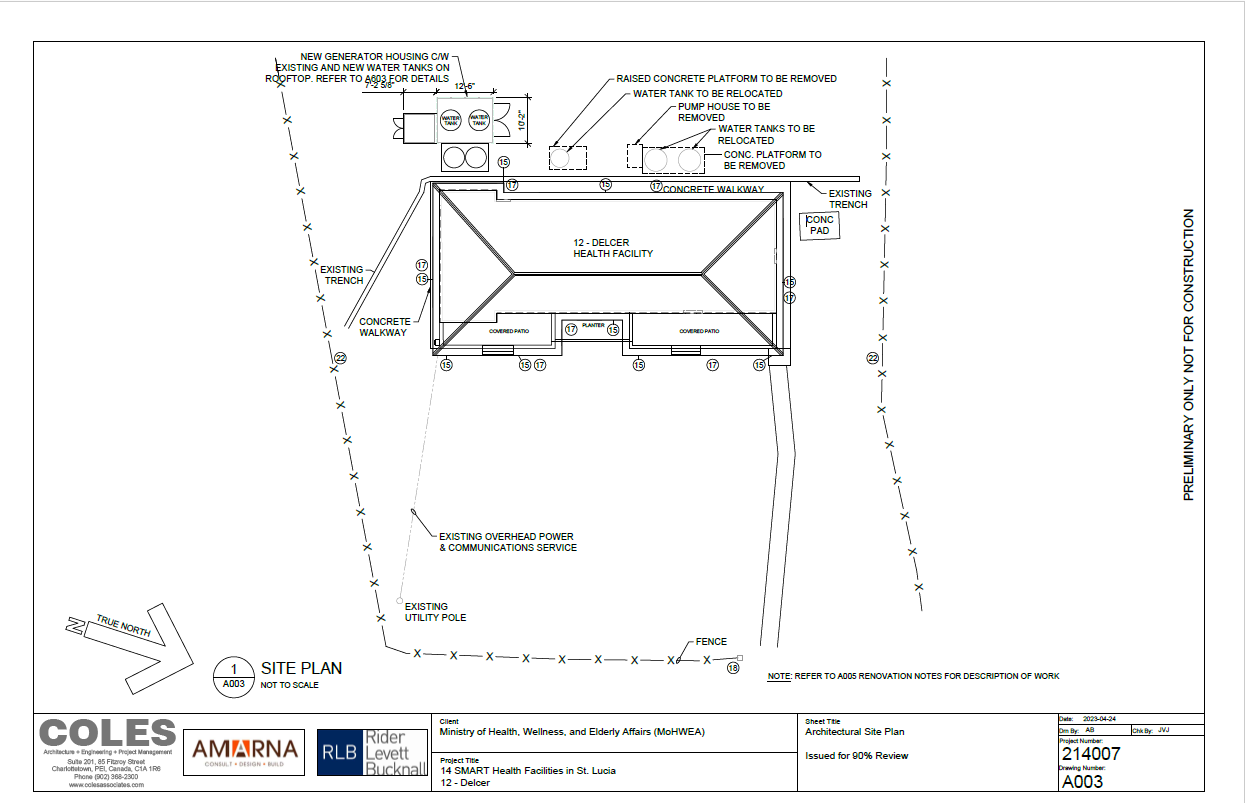 NEW GENERATOR HOUSING C/W
EXISTING AND NEW WATER TANKS ON
ROOFTOP. REFER TO A603 FOR DETAILS
7'-2 5/8"
12'-6"
10'-2"
WATER
TANK
WATER
TANK
RAISED CONCRETE PLATFORM TO BE REMOVED
WATER TANK TO BE RELOCATED
PUMP HOUSE TO BE
REMOVED
WATER TANKS TO BE
RELOCATED
CONC. PLATFORM TO
BE REMOVED
15
17
15
17
CONCRETE WALKWAY
EXISTING
TRENCH
CONC
PAD
12 - DELCER
HEALTH FACILITY
17
15
EXISTING
TRENCH
CONCRETE
WALKWAY
15
17
COVERED PATIO
17
PLANTER
15
COVERED PATIO
22
15
15
17
15
17
15
22
EXISTING OVERHEAD POWER
& COMMUNICATIONS SERVICE
EXISTING
UTILITY POLE
FENCE
18
N
TRUE NORTH
1
A003
SITE PLAN
NOT TO SCALE
NOTE: REFER TO A005 RENOVATION NOTES FOR DESCRIPTION OF WORK
PRELIMINARY ONLY NOT FOR CONSTRUCTION
COLES
Architecture + Engineering + Project Management
Suite 201, 85 Fitzroy Street
Charlottetown, PEI, Canada, C1A 1R6
Phone (902) 368-2300
www.colesassociates.com
AMARNA
CONSULT • DESIGN • BUILD
RLB
Rider
Levett
Bucknall
Client
Ministry of Health, Wellness, and Elderly Affairs (MoHWEA)
Project Title
14 SMART Health Facilities in St. Lucia
12 - Delcer
Sheet Title
Architectural Site Plan
Issued for 90% Review
Date: 2023-04-24
Drn By: AB
Chk By: JVJ
Project Number:
214007
Drawing Number:
A003